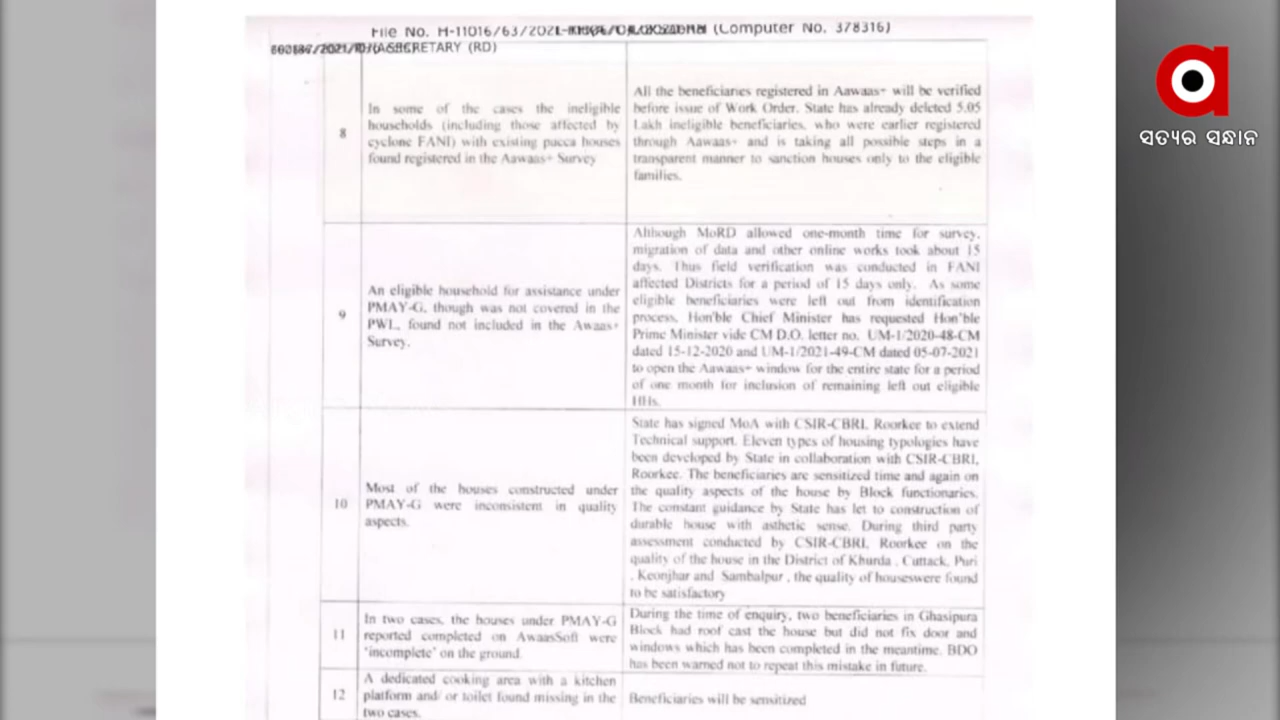 File No. H-11016/63/2021- (Computer No. 378316)
SECRETARY (RD)
ସତ୍ୟର ସନ୍ଧାନ
8
In some of the cases the ineligible
households (including those affected by
cyclone FANI) with existing pucca houses
found registered in the Aawaas+ Survey
All the beneficiaries registered in Aawaas+ will be verified
before issue of Work Order. State has already deleted 5.05
Lakh ineligible beneficiaries, who were earlier registered
through Aawaas+ and is taking all possible steps in a
transparent manner to sanction houses only to the eligible
families.
9
An eligible household for assistance under
PMAY-G, though was not covered in the
PWL, found not included in the Awaas+
Survey.
Although MoRD allowed one-month time for survey,
migration of data and other online works took about 15
days. Thus field verification was conducted in FANI
affected Districts for a period of 15 days only. As some
eligible beneficiaries were left out from identification
process, Hon'ble Chief Minister has requested Hon'ble
Prime Minister vide CM D.O. letter no. UM-1/2020-48-CM
dated 15-12-2020 and UM-1/2021-49-CM dated 05-07-2021
to open the Aawaas+ window for the entire state for a period
of one month for inclusion of remaining left out eligible
HHs.
10
Most of the houses constructed under
PMAY-G were inconsistent in quality
aspects.
State has signed MoA with CSIR-CBRI, Roorkee to extend
Technical support. Eleven types of housing typologies have
been developed by State in collaboration with CSIR-CBRI,
Roorkee. The beneficiaries are sensitized time and again on
the quality aspects of the house by Block functionaries.
The constant guidance by State has let to construction of
durable house with asthetic sense. During third party
assessment conducted by CSIR-CBRI, Roorkee on the
quality of the house in the District of Khurda , Cuttack, Puri
, Keonjhar and Sambalpur , the quality of houseswere found
to be satisfactory
11
In two cases, the houses under PMAY-G
reported completed on AwaasSoft were
'incomplete' on the ground.
During the time of enquiry, two beneficiaries in Ghasipura
Block had roof cast the house but did not fix door and
windows which has been completed in the meantime. BDO
has been warned not to repeat this mistake in future.
12
A dedicated cooking area with a kitchen
platform and/ or toilet found missing in the
two cases.
Beneficiaries will be sensitized